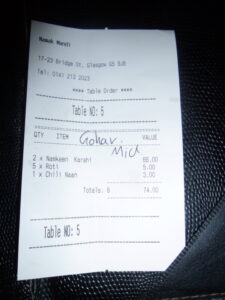 Namak Mandi
17-23 Bridge St, Glasgow G5 9JB
Tel: 0141 213 2023
**** Table Order ****
Table NO: 5
QTY ITEM VALUE
Gohar.
Mid
2 x Namkeen Karahi 66.00
5 x Roti 5.00
1 x Chili Naan 3.00
Totals: 8 74.00
Table NO: 5